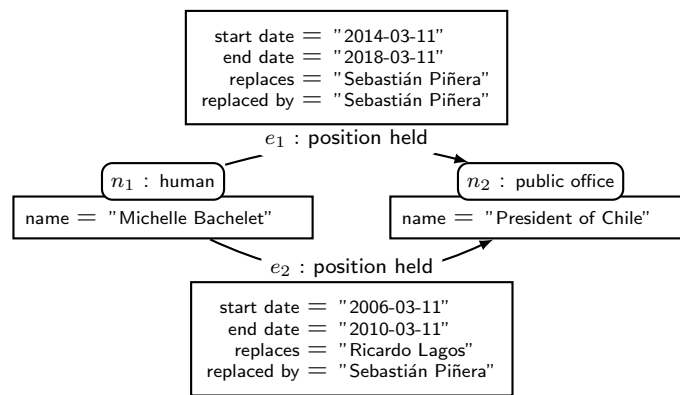 start date = "2014-03-11"
end date = "2018-03-11"
replaces = "Sebastián Piñera"
replaced by = "Sebastián Piñera"
e₁ : position held
n₁ : human
n₂ : public office
name = "Michelle Bachelet"
name = "President of Chile"
e₂ : position held
start date = "2006-03-11"
end date = "2010-03-11"
replaces = "Ricardo Lagos"
replaced by = "Sebastián Piñera"